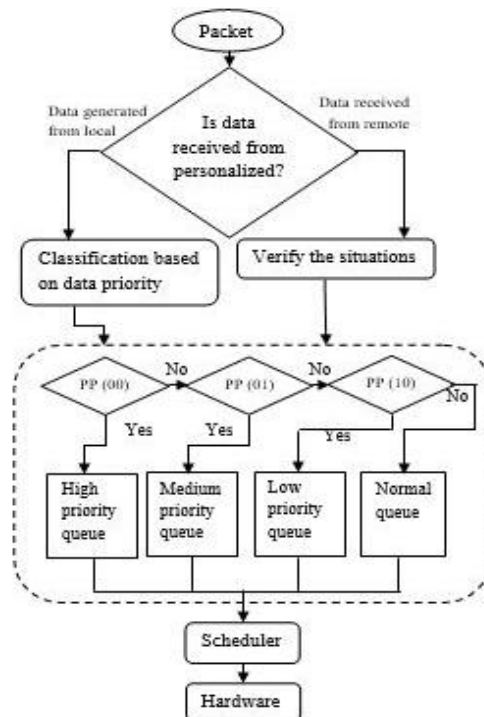 Packet
Data generated
from local
Data received
from remote
Is data
received from
personalized?
Classification based
on data priority
Verify the situations
PP (00)
No
PP (01)
No
PP (10)
No
Yes
Yes
Yes
High
priority
queue
Medium
priority
queue
Low
priority
queue
Normal
queue
Scheduler
Hardware